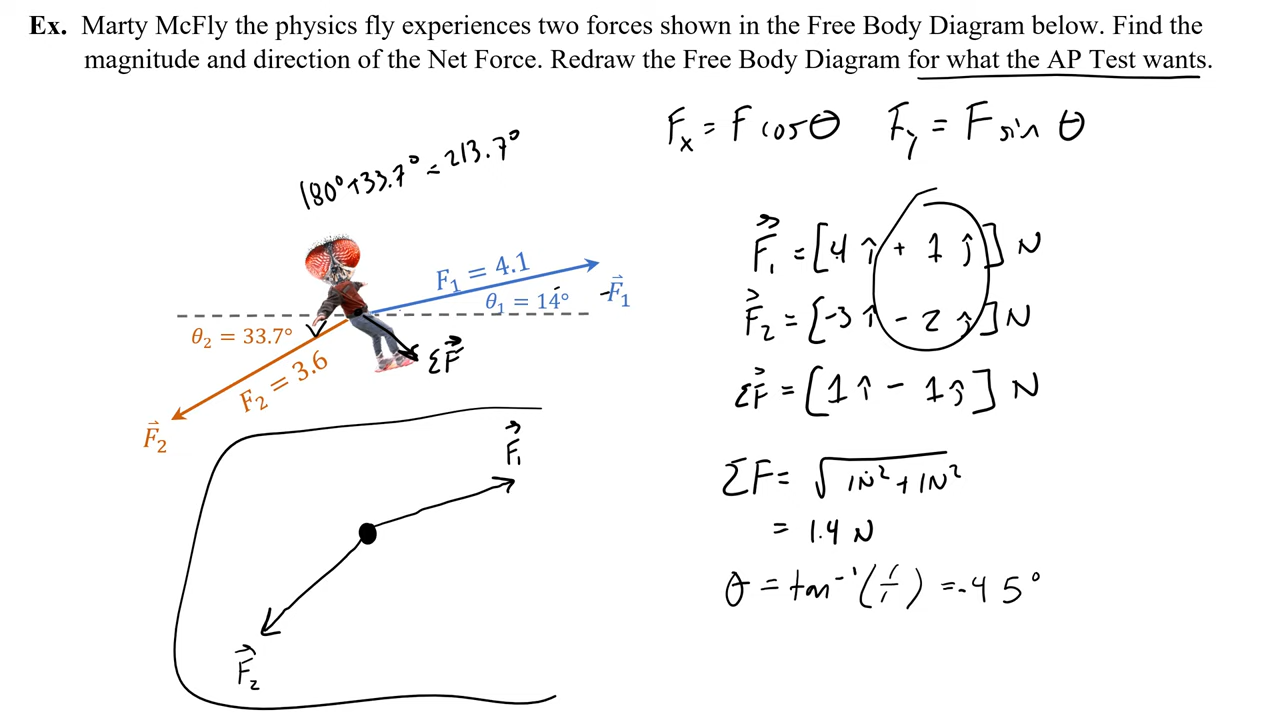 Ex. Marty McFly the physics fly experiences two forces shown in the Free Body Diagram below. Find the
magnitude and direction of the Net Force. Redraw the Free Body Diagram for what the AP Test wants.
Fₓ = F cosθ Fᵧ = F sin θ
180°+33.7° = 213.7°
F⃗₁ = [4 î + 1 ĵ] N
F₁ = 4.1
θ₁ = 14° -F⃗₁
F⃗₂ = [-3 î - 2 ĵ] N
θ₂ = 33.7°
ΣF⃗
F₂ = 3.6
ΣF⃗ = [1 î - 1 ĵ] N
F⃗₂
F⃗₁
ΣF = √1N² + 1N²
= 1.4 N
θ = tan⁻¹(1/1) = -45°
F⃗₂